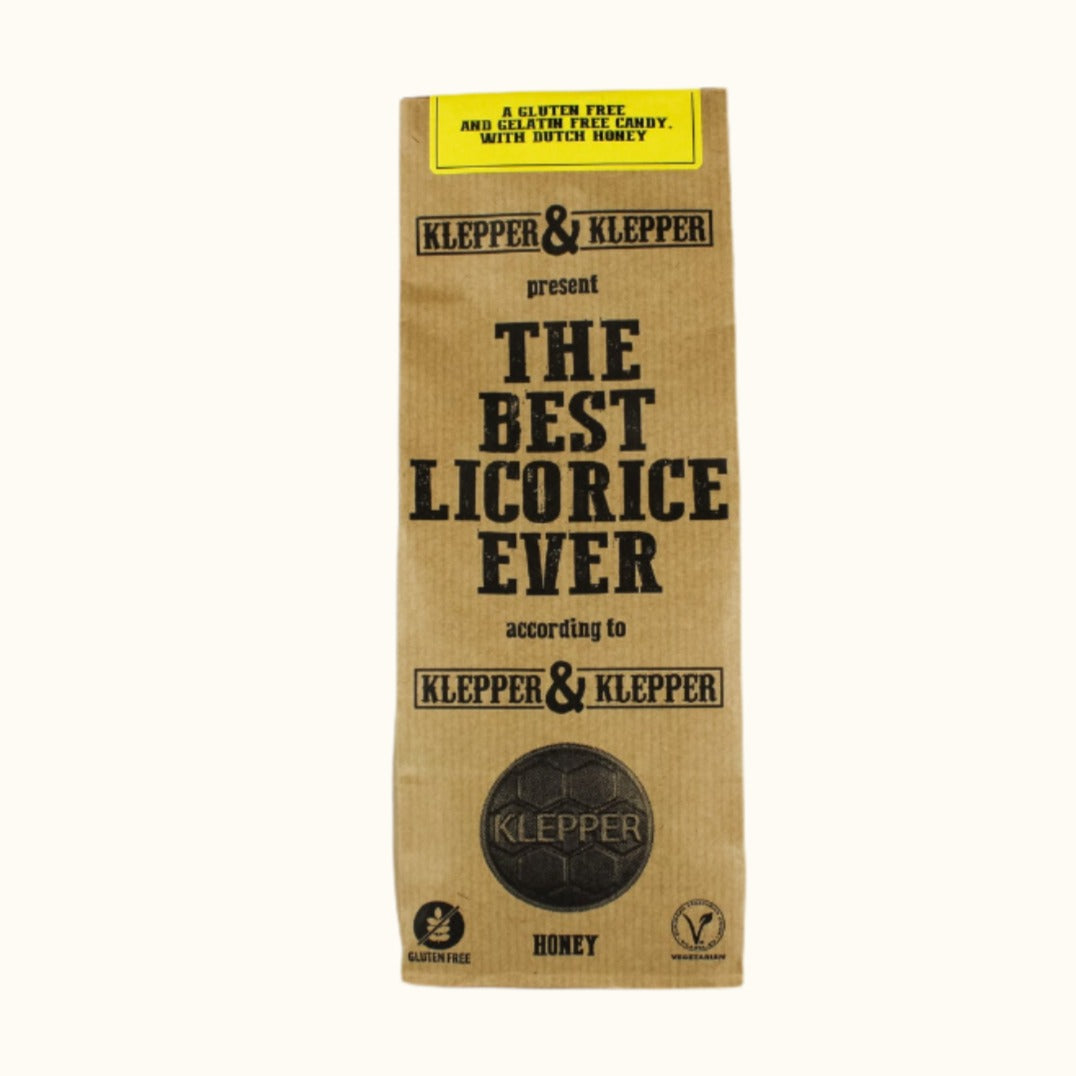 A GLUTEN FREE
AND GELATIN FREE CANDY.
WITH DUTCH HONEY
KLEPPER & KLEPPER
present
THE
BEST
LICORICE
EVER
according to
KLEPPER & KLEPPER
KLEPPER
GLUTEN FREE
HONEY
V
VEGETARIAN